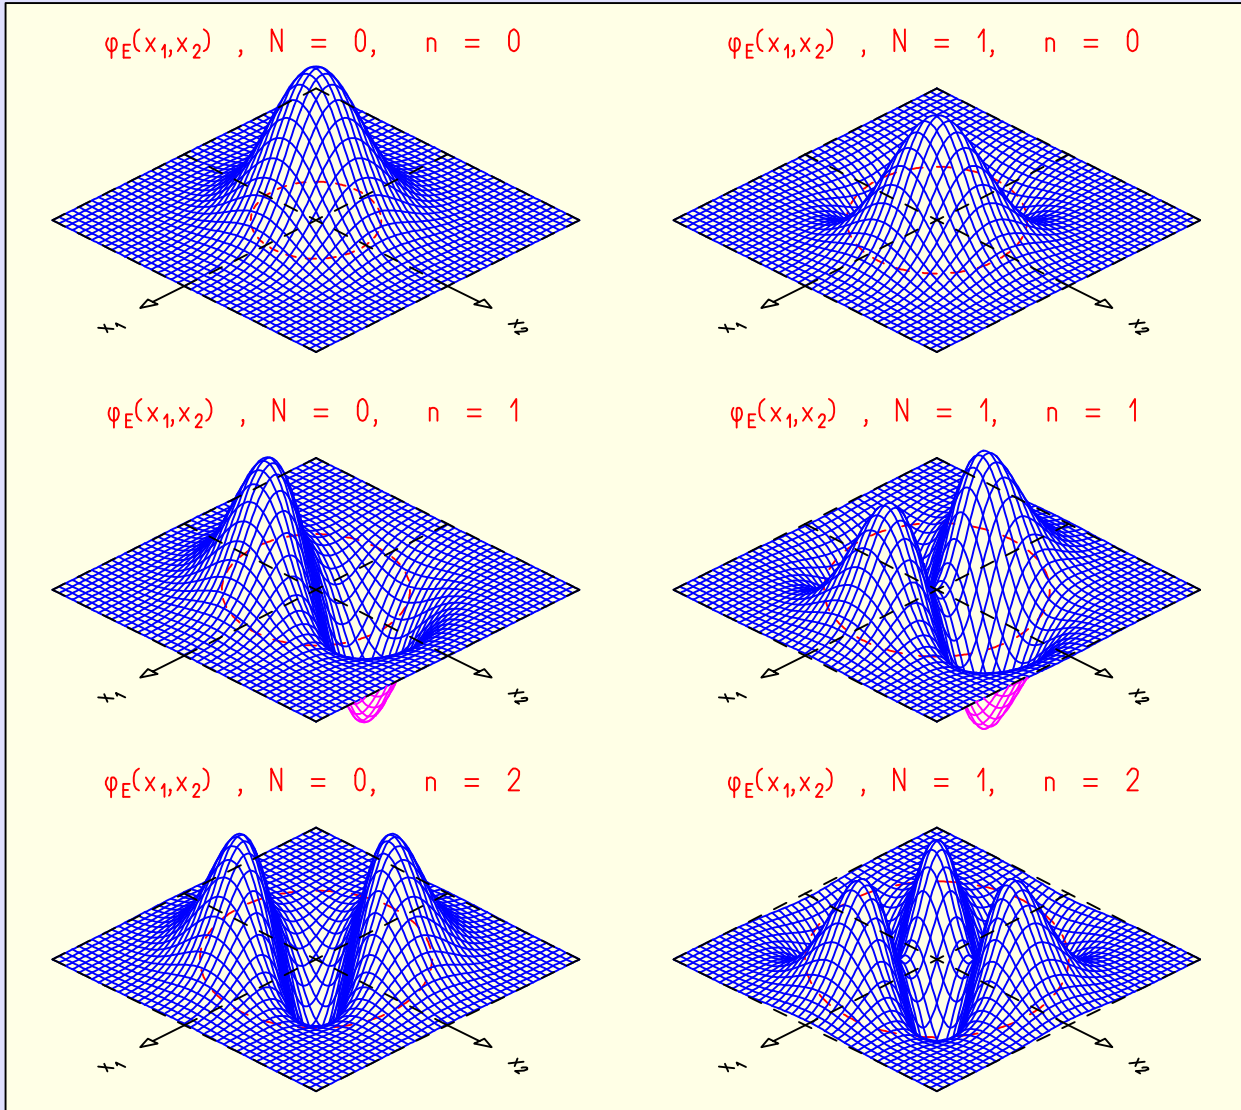 φE(x1,x2) , N = 0, n = 0
φE(x1,x2) , N = 1, n = 0
x1
x2
x1
x2
φE(x1,x2) , N = 0, n = 1
φE(x1,x2) , N = 1, n = 1
x1
x2
x1
x2
φE(x1,x2) , N = 0, n = 2
φE(x1,x2) , N = 1, n = 2
x1
x2
x1
x2